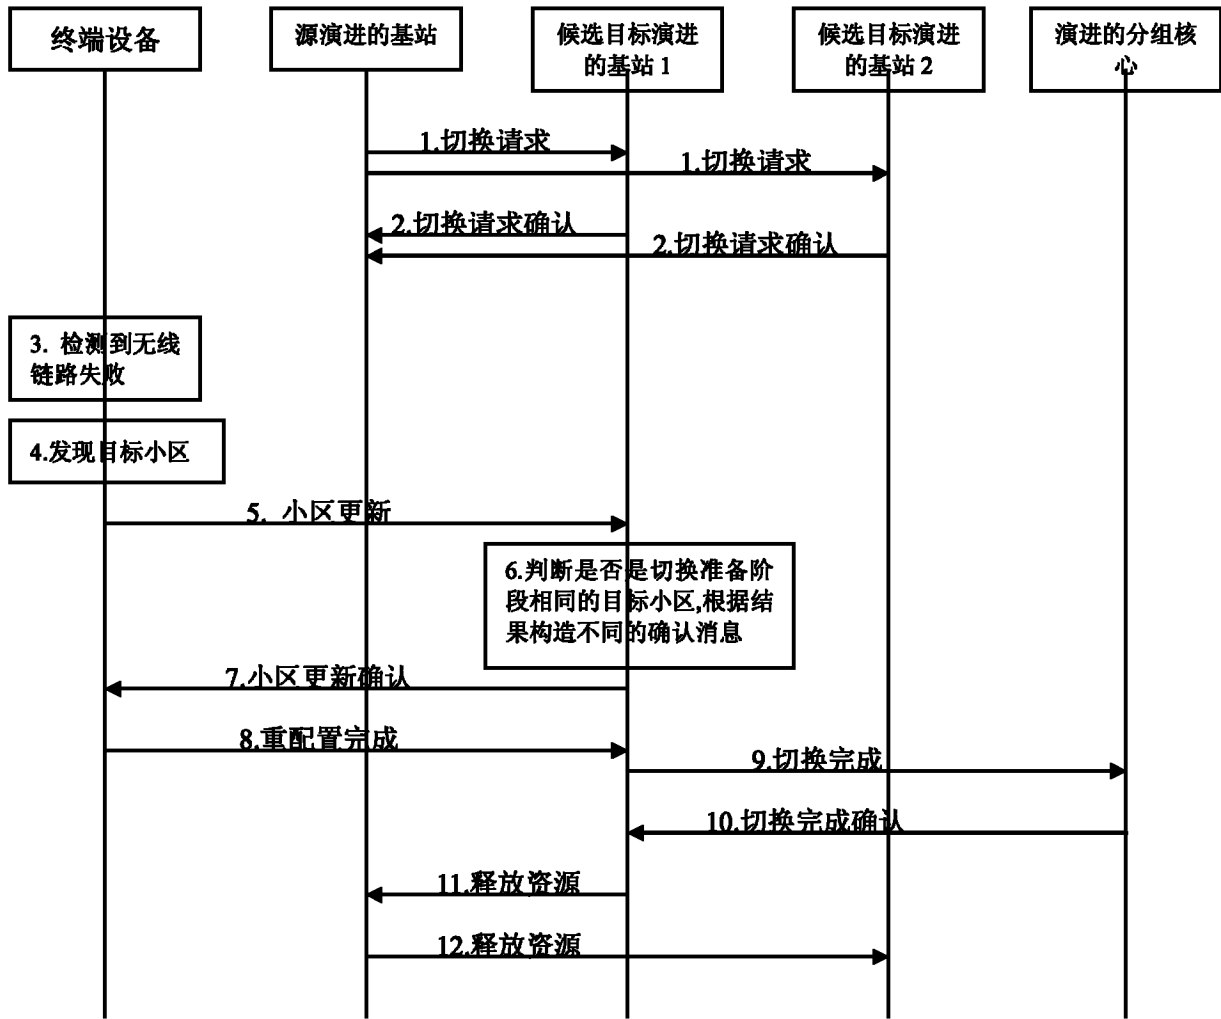 终端设备
源演进的基站
候选目标演进
的基站 1
候选目标演进
的基站 2
演进的分组核
心
1.切换请求
1.切换请求
2.切换请求确认
2.切换请求确认
3. 检测到无线
链路失败
4.发现目标小区
5. 小区更新
6.判断是否是切换准备阶
段相同的目标小区,根据结
果构造不同的确认消息
7.小区更新确认
8.重配置完成
9.切换完成
10.切换完成确认
11.释放资源
12.释放资源